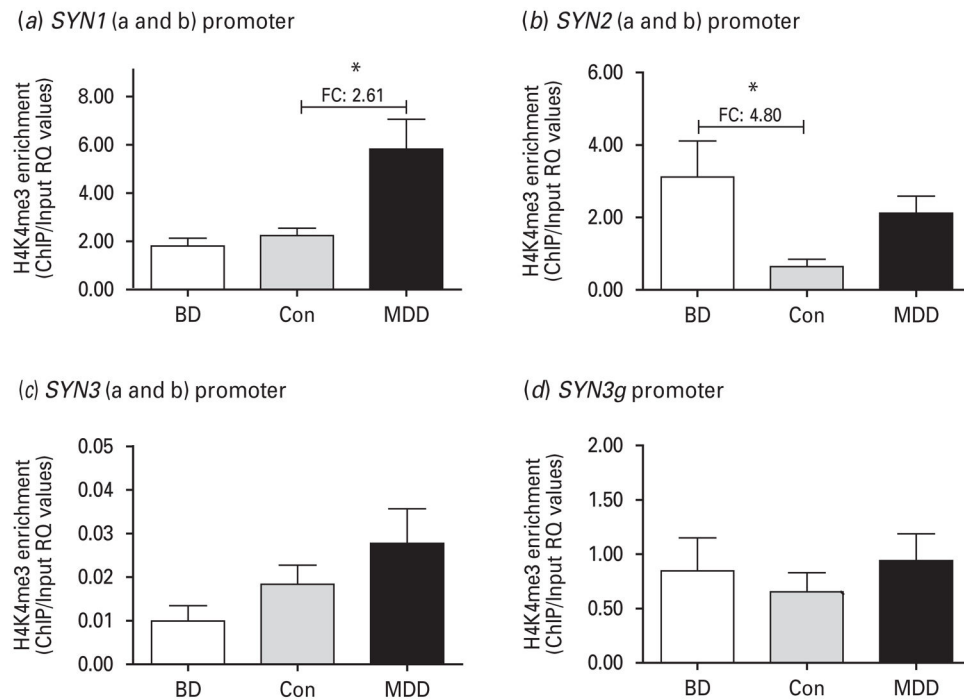 (a) SYN1 (a and b) promoter
H4K4me3 enrichment
(ChIP/Input RQ values)
8.00
6.00
4.00
2.00
0.00
*
FC: 2.61
BD Con MDD
(b) SYN2 (a and b) promoter
H4K4me3 enrichment
(ChIP/Input RQ values)
6.00
4.00
2.00
0.00
*
FC: 4.80
BD Con MDD
(c) SYN3 (a and b) promoter
H4K4me3 enrichment
(ChIP/Input RQ values)
0.05
0.04
0.03
0.02
0.01
0.00
BD Con MDD
(d) SYN3g promoter
H4K4me3 enrichment
(ChIP/Input RQ values)
2.00
1.50
1.00
0.50
0.00
BD Con MDD